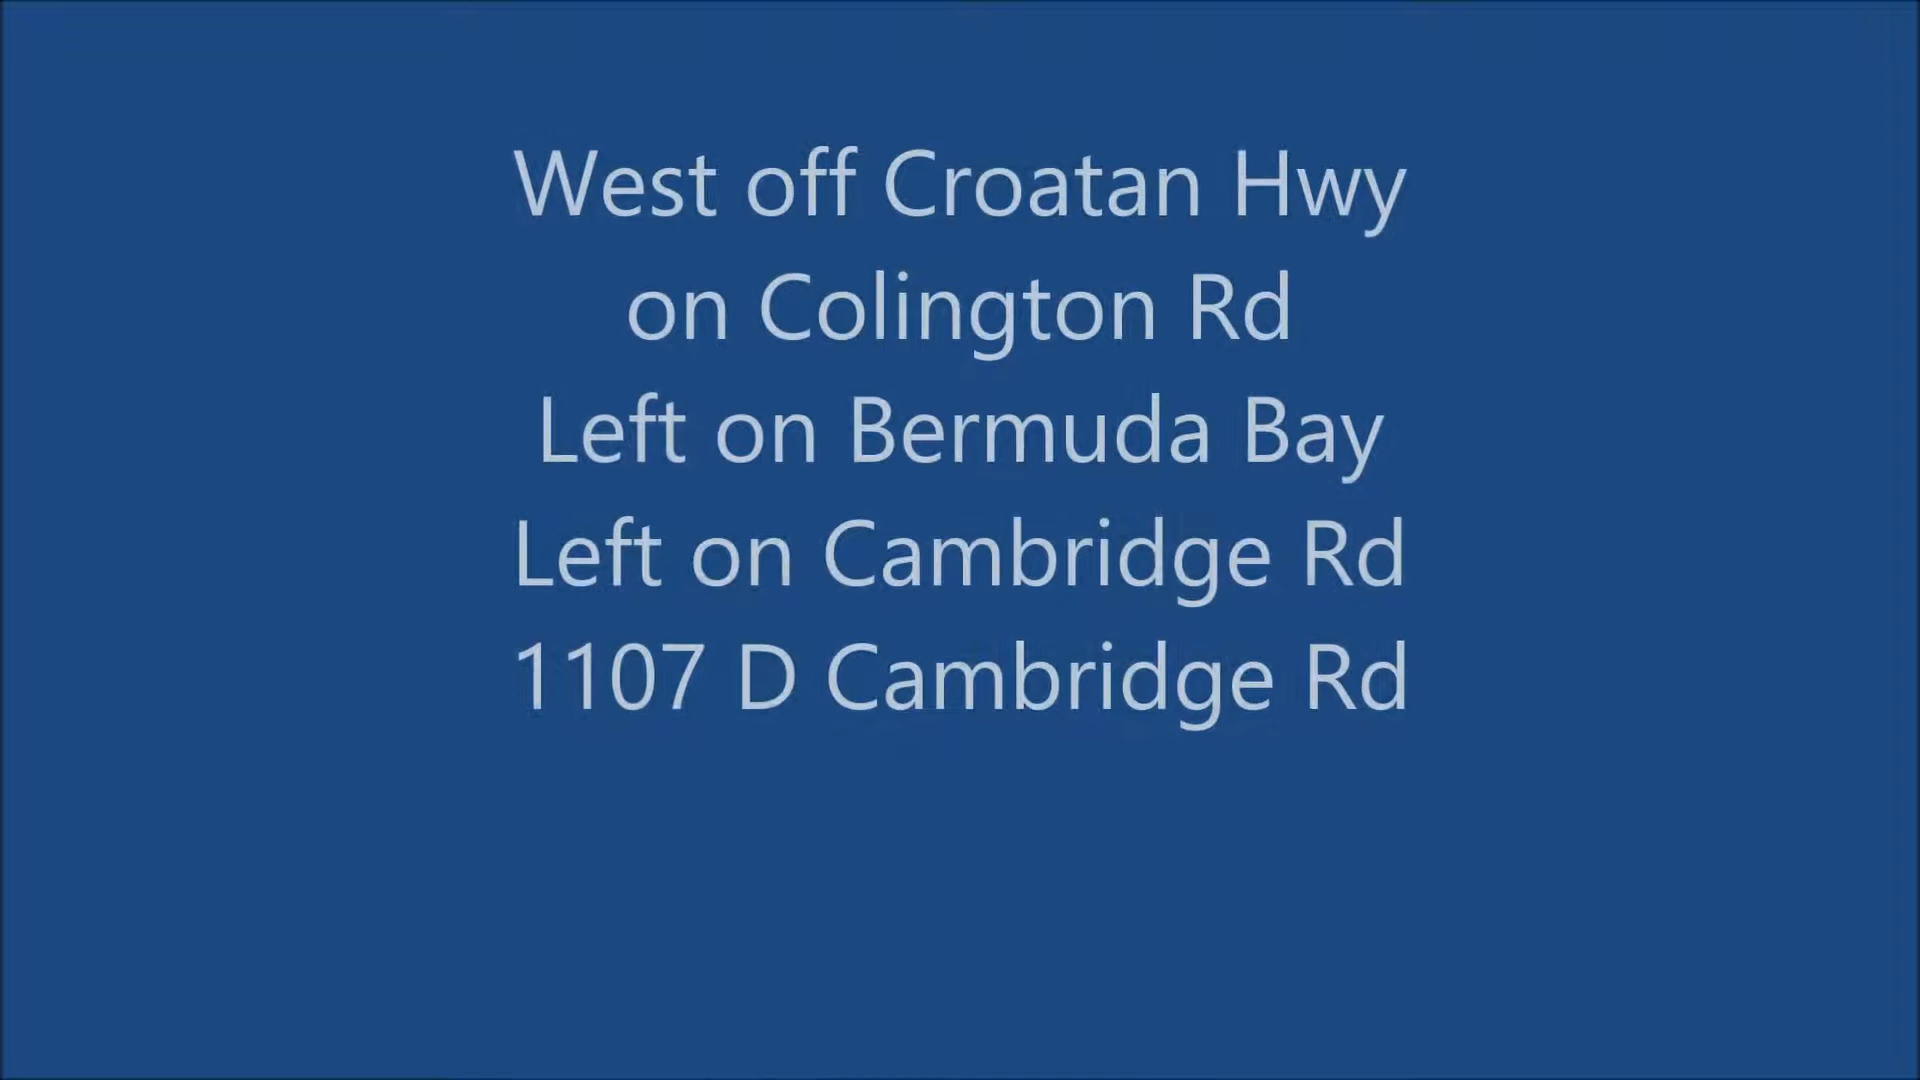 West off Croatan Hwy
on Colington Rd
Left on Bermuda Bay
Left on Cambridge Rd
1107 D Cambridge Rd